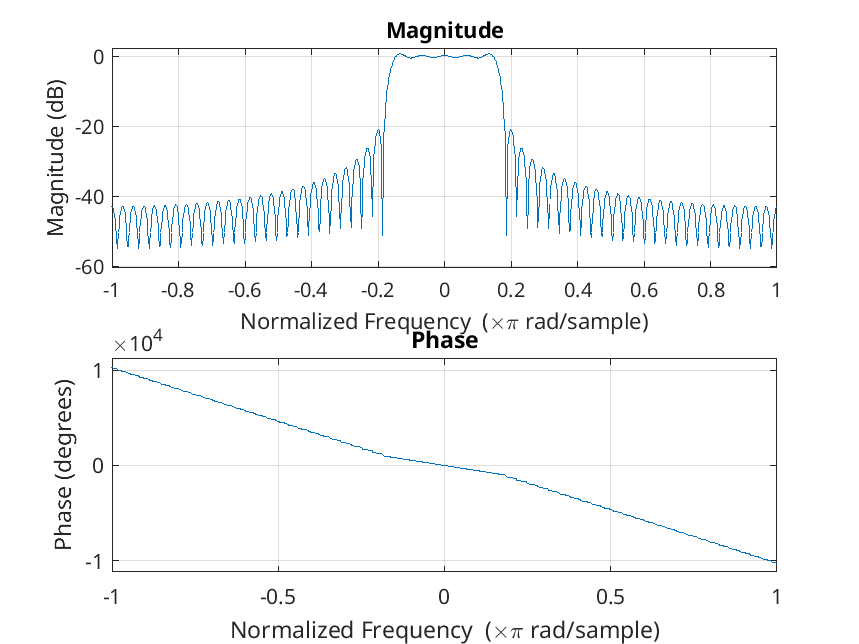 Magnitude
0
-20
-40
-60
Magnitude (dB)
-1 -0.8 -0.6 -0.4 -0.2 0 0.2 0.4 0.6 0.8 1
Normalized Frequency (×π rad/sample)
×10⁴
Phase
1
0
-1
Phase (degrees)
-1 -0.5 0 0.5 1
Normalized Frequency (×π rad/sample)